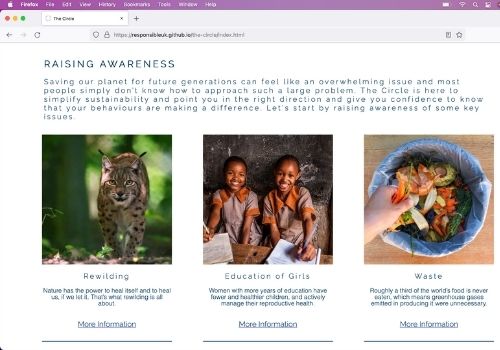 Firefox File Edit View History Bookmarks Tools Window Help
The Circle
https://responsibleuk.github.io/the-circle/index.html
RAISING AWARENESS
Saving our planet for future generations can feel like an overwhelming issue and most
people simply don't know how to approach such a large problem. The Circle is here to
simplify sustainability and point you in the right direction and give you confidence to know
that your behaviours are making a difference. Let's start by raising awareness of some key
issues.
Rewilding
Nature has the power to heal itself and to heal
us, if we let it. That's what rewilding is all
about.
More Information
Education of Girls
Women with more years of education have
fewer and healthier children, and actively
manage their reproductive health
More Information
Waste
Roughly a third of the world's food is never
eaten, which means greenhouse gases
emitted in producing it were unnecessary.
More Information